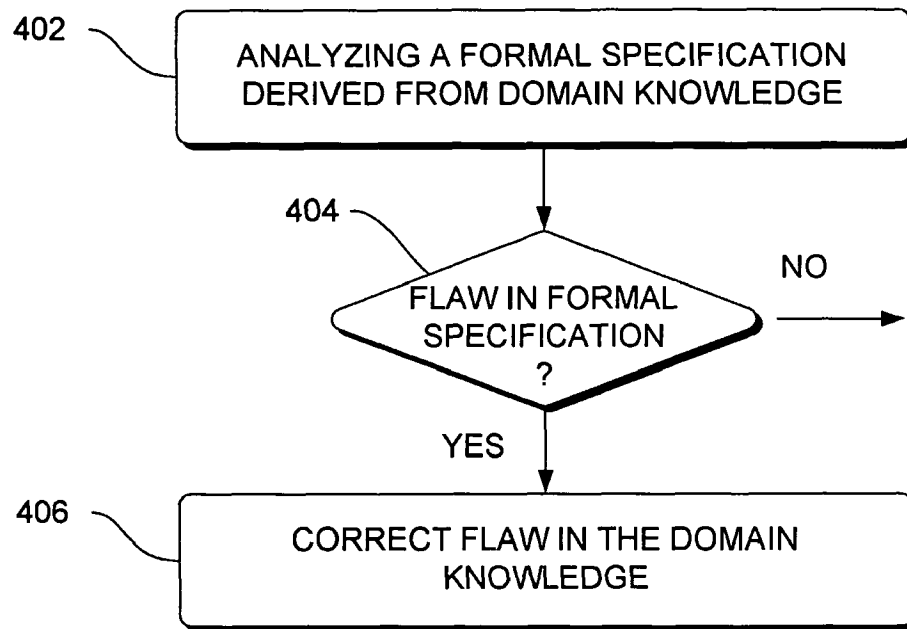 402
ANALYZING A FORMAL SPECIFICATION
DERIVED FROM DOMAIN KNOWLEDGE
404
FLAW IN FORMAL
SPECIFICATION
?
NO
YES
406
CORRECT FLAW IN THE DOMAIN
KNOWLEDGE